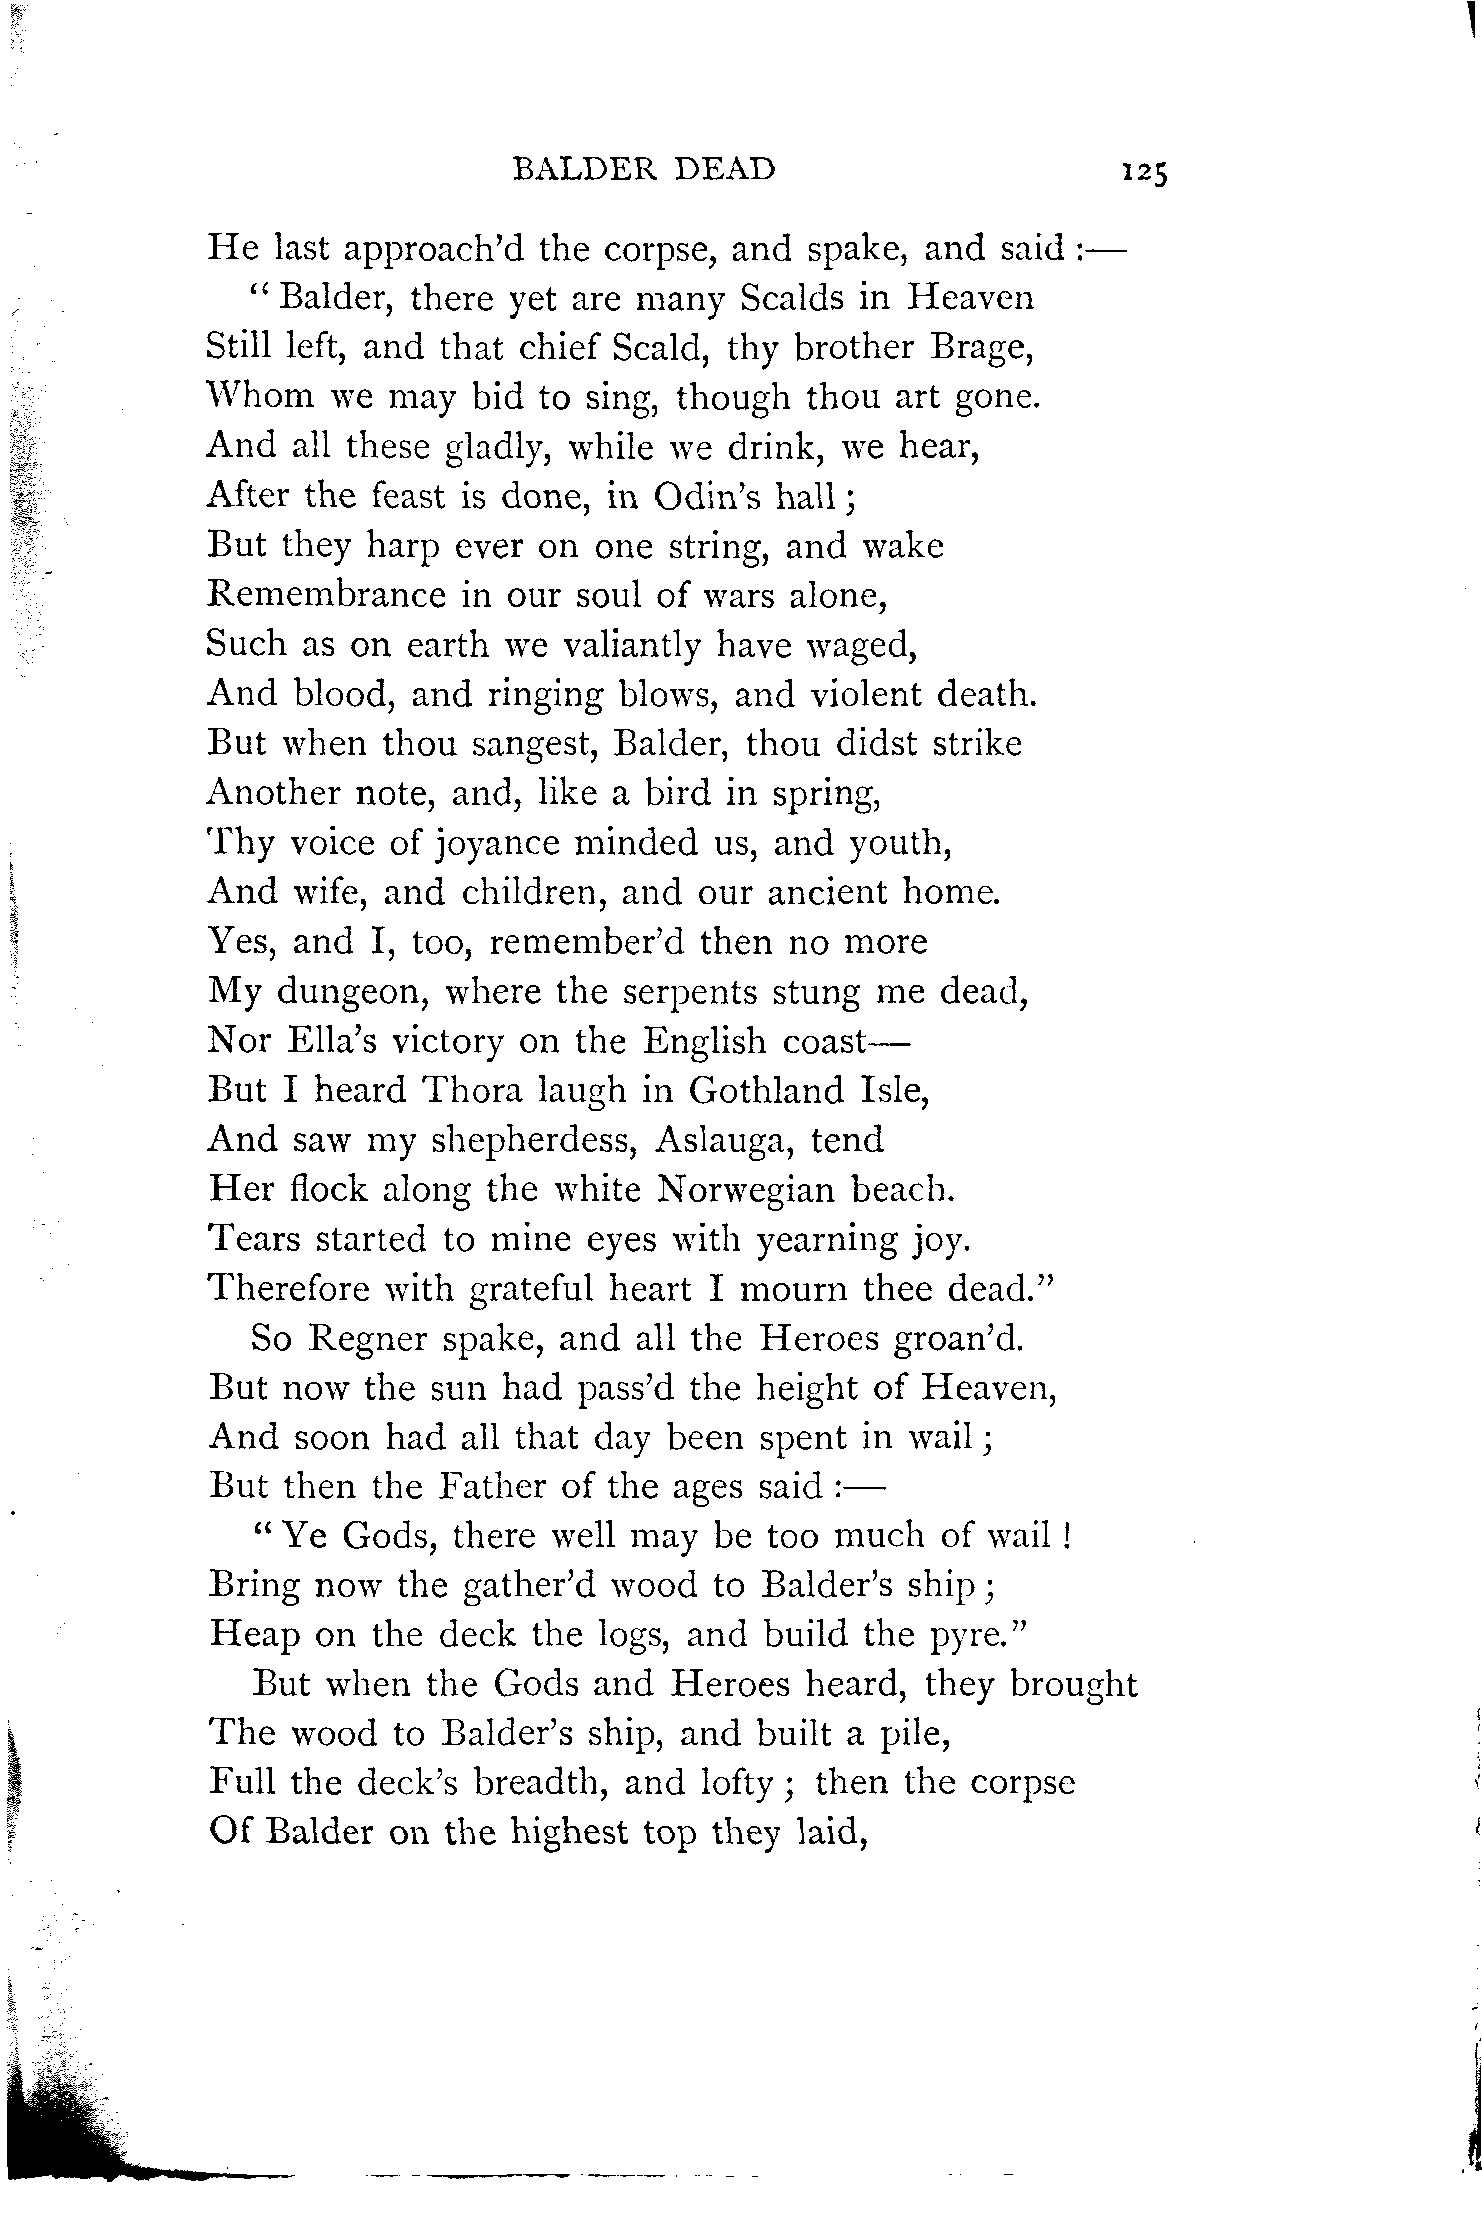 BALDER DEAD 125
He last approach'd the corpse, and spake, and said :—
“ Balder, there yet are many Scalds in Heaven
Still left, and that chief Scald, thy brother Brage,
Whom we may bid to sing, though thou art gone.
And all these gladly, while we drink, we hear,
After the feast is done, in Odin's hall ;
But they harp ever on one string, and wake
Remembrance in our soul of wars alone,
Such as on earth we valiantly have waged,
And blood, and ringing blows, and violent death.
But when thou sangest, Balder, thou didst strike
Another note, and, like a bird in spring,
Thy voice of joyance minded us, and youth,
And wife, and children, and our ancient home.
Yes, and I, too, remember'd then no more
My dungeon, where the serpents stung me dead,
Nor Ella's victory on the English coast—
But I heard Thora laugh in Gothland Isle,
And saw my shepherdess, Aslauga, tend
Her flock along the white Norwegian beach.
Tears started to mine eyes with yearning joy.
Therefore with grateful heart I mourn thee dead.”
So Regner spake, and all the Heroes groan'd.
But now the sun had pass'd the height of Heaven,
And soon had all that day been spent in wail ;
But then the Father of the ages said :—
“ Ye Gods, there well may be too much of wail !
Bring now the gather'd wood to Balder's ship ;
Heap on the deck the logs, and build the pyre.”
But when the Gods and Heroes heard, they brought
The wood to Balder's ship, and built a pile,
Full the deck's breadth, and lofty ; then the corpse
Of Balder on the highest top they laid,